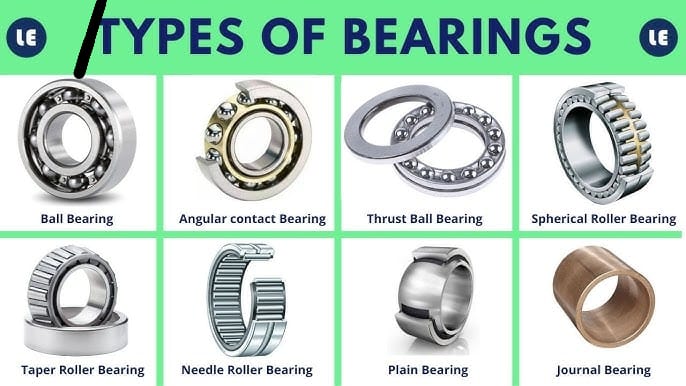 LE TYPES OF BEARINGS LE
Ball Bearing Angular contact Bearing Thrust Ball Bearing Spherical Roller Bearing
Taper Roller Bearing Needle Roller Bearing Plain Bearing Journal Bearing